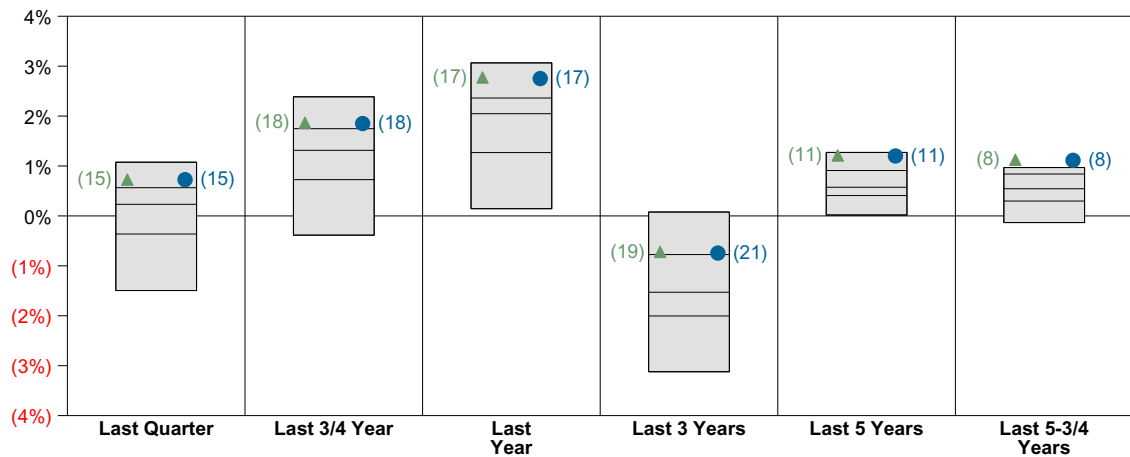 4%
3%
2%
1%
0%
(1%)
(2%)
(3%)
(4%)
(15)
(15)
(18)
(18)
(17)
(17)
(19)
(21)
(11)
(11)
(8)
(8)
Last Quarter
Last 3/4 Year
Last
Year
Last 3 Years
Last 5 Years
Last 5-3/4
Years